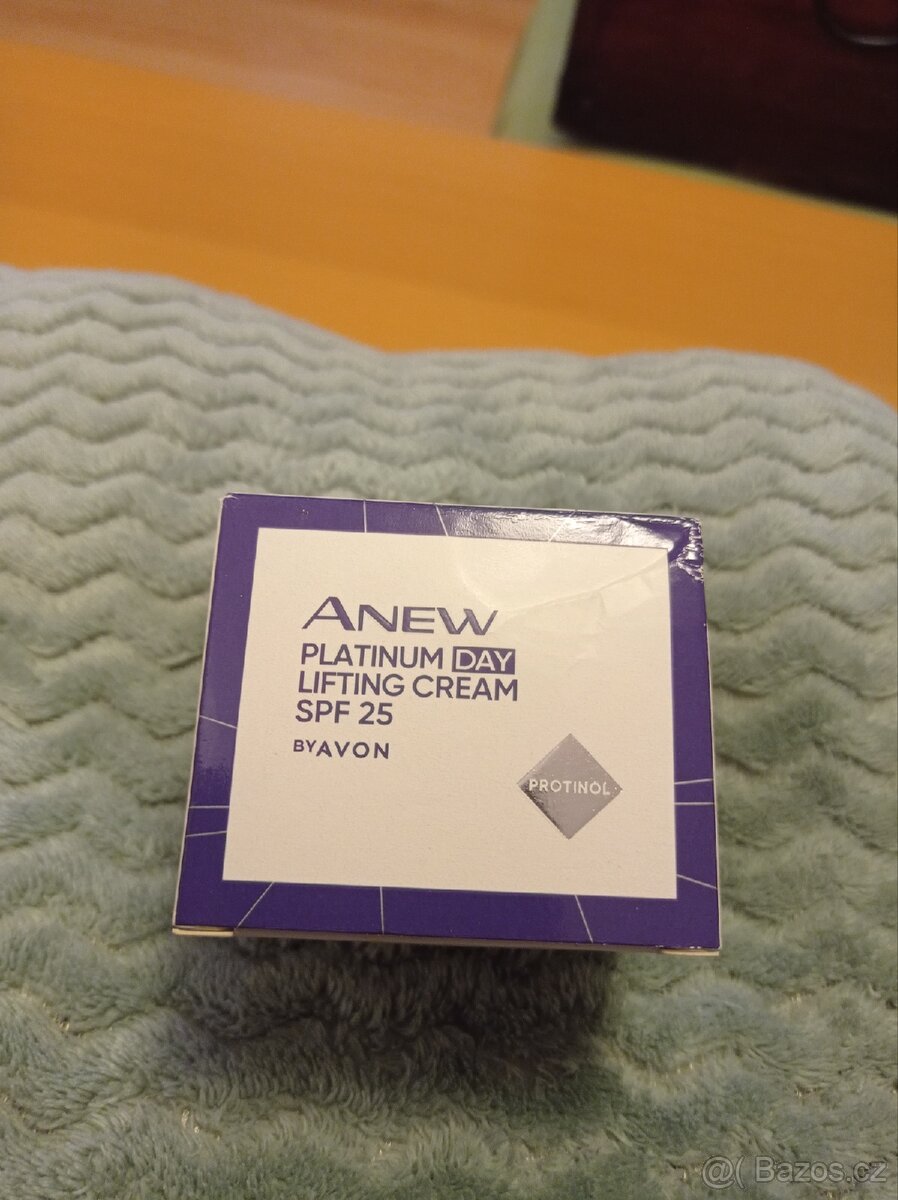 ANEW
PLATINUM DAY
LIFTING CREAM
SPF 25
BY AVON
PROTINOL
@( Bazos.cz